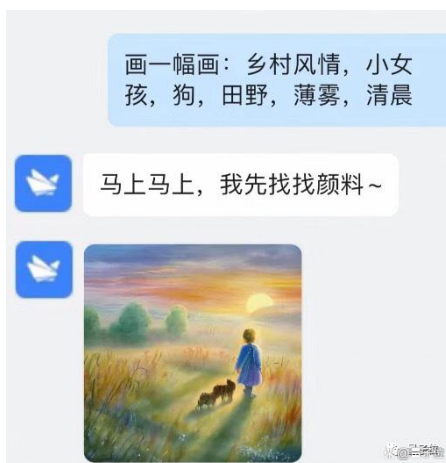 画一幅画：乡村风情，小女
孩，狗，田野，薄雾，清晨
马上马上，我先找找颜料~